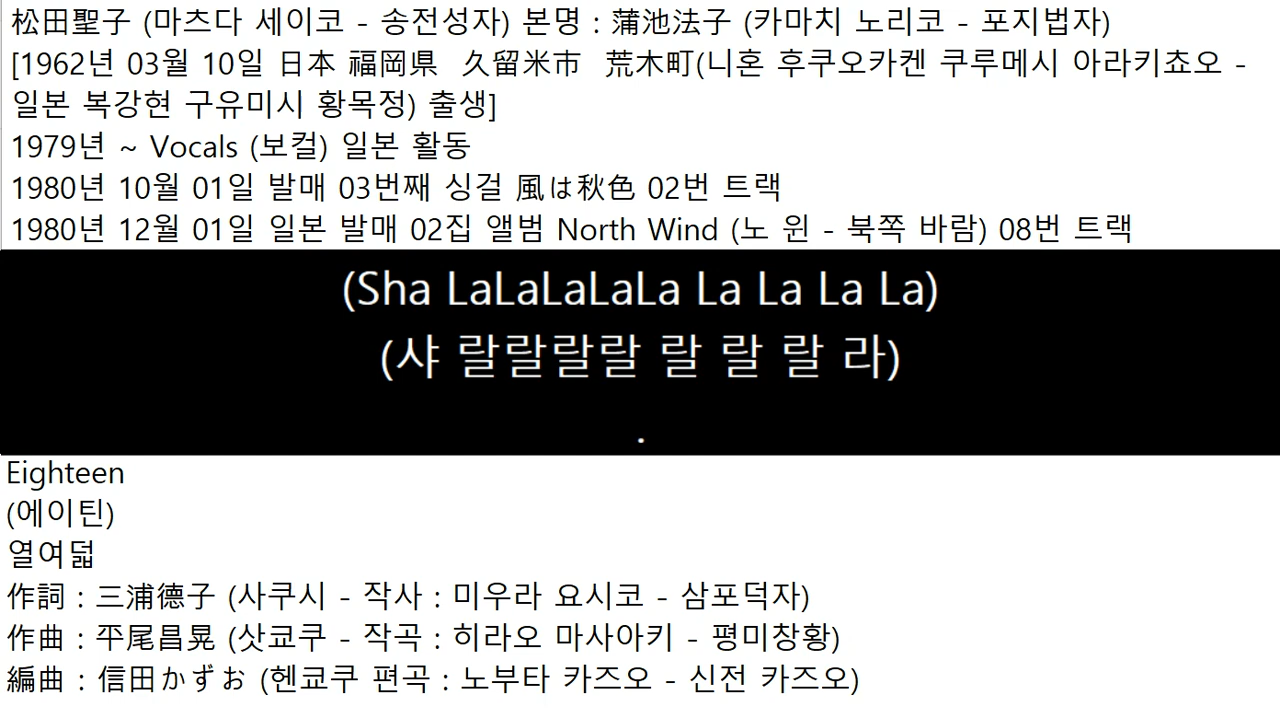 松田聖子 (마츠다 세이코 - 송전성자) 본명 : 蒲池法子 (카마치 노리코 - 포지법자)
[1962년 03월 10일 日本 福岡県 久留米市 荒木町(니혼 후쿠오카켄 쿠루메시 아라키쵸오 -
일본 복강현 구유미시 황목정) 출생]
1979년 ~ Vocals (보컬) 일본 활동
1980년 10월 01일 발매 03번째 싱걸 風は秋色 02번 트랙
1980년 12월 01일 일본 발매 02집 앨범 North Wind (노 윈 - 북쪽 바람) 08번 트랙
(Sha LaLaLaLaLa La La La La)
(샤 랄랄랄랄 랄 랄 랄 라)
.
Eighteen
(에이틴)
열여덟
作詞 : 三浦德子 (사쿠시 - 작사 : 미우라 요시코 - 삼포덕자)
作曲 : 平尾昌晃 (삿쿄쿠 - 작곡 : 히라오 마사아키 - 평미창황)
編曲 : 信田かずお (헨쿄쿠 편곡 : 노부타 카즈오 - 신전 카즈오)